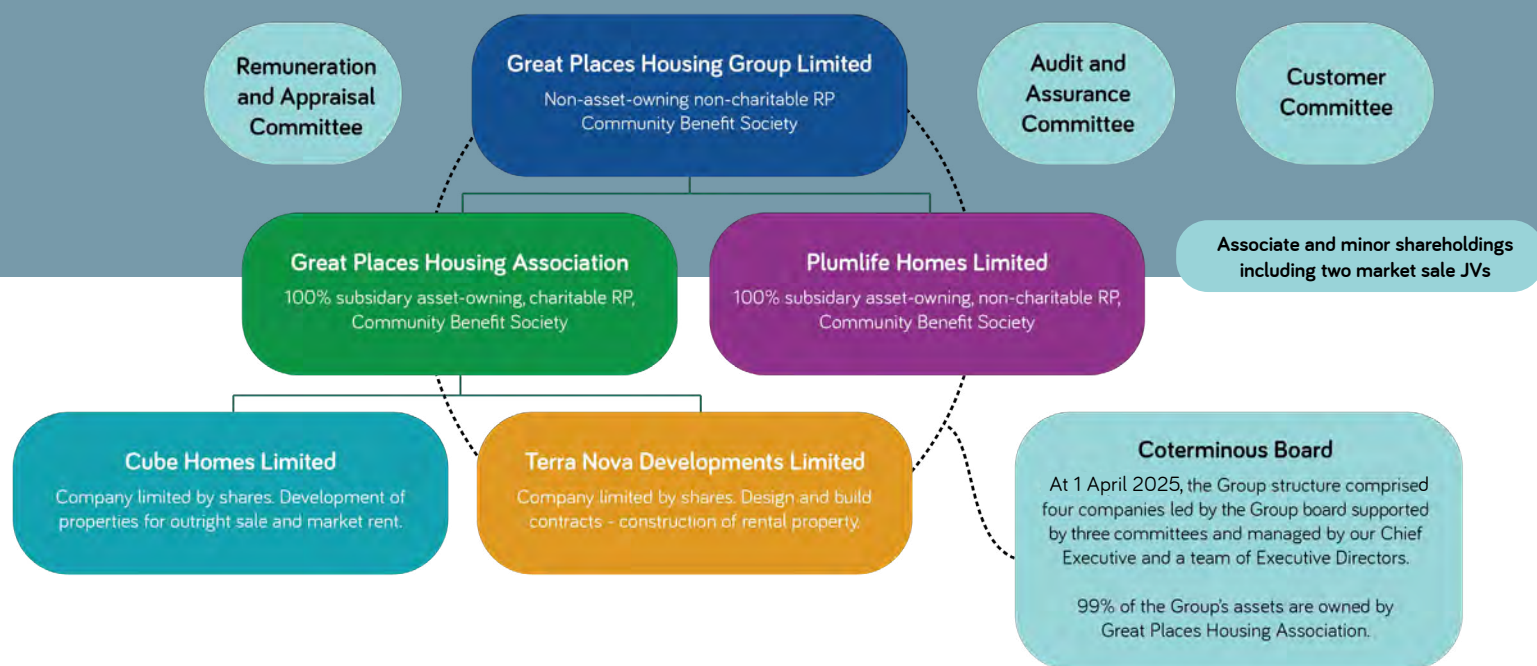 Remuneration
and Appraisal
Committee
Great Places Housing Group Limited
Non-asset-owning non-charitable RP
Community Benefit Society
Audit and
Assurance
Committee
Customer
Committee
Great Places Housing Association
100% subsidary asset-owning, charitable RP,
Community Benefit Society
Plumlife Homes Limited
100% subsidary asset-owning, non-charitable RP,
Community Benefit Society
Associate and minor shareholdings
including two market sale JVs
Cube Homes Limited
Company limited by shares. Development of
properties for outright sale and market rent.
Terra Nova Developments Limited
Company limited by shares. Design and build
contracts - construction of rental property.
Coterminous Board
At 1 April 2025, the Group structure comprised
four companies led by the Group board supported
by three committees and managed by our Chief
Executive and a team of Executive Directors.
99% of the Group's assets are owned by
Great Places Housing Association.